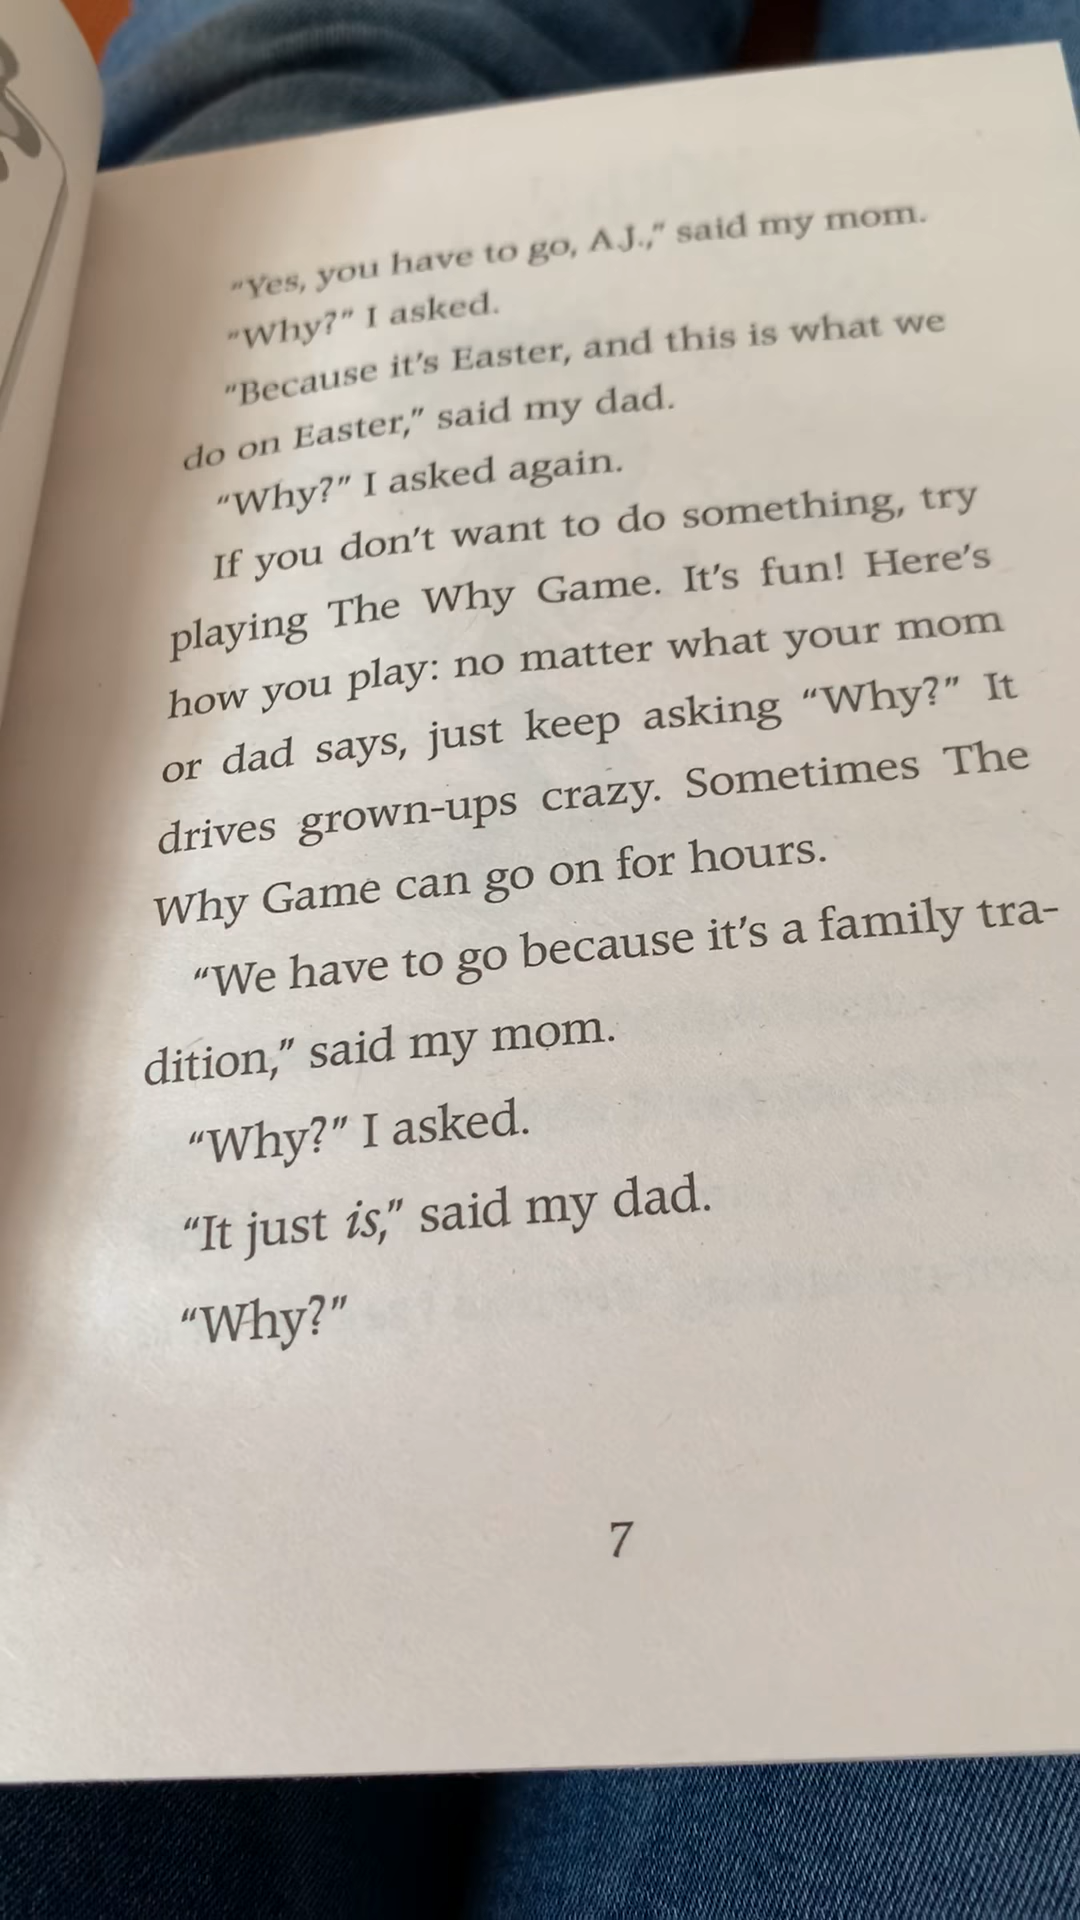 "Yes, you have to go, A.J.," said my mom.
"Why?" I asked.
"Because it's Easter, and this is what we
do on Easter," said my dad.
"Why?" I asked again.
If you don't want to do something, try
playing The Why Game. It's fun! Here's
how you play: no matter what your mom
or dad says, just keep asking "Why?" It
drives grown-ups crazy. Sometimes The
Why Game can go on for hours.
"We have to go because it's a family tra-
dition," said my mom.
"Why?" I asked.
"It just is," said my dad.
"Why?"
7